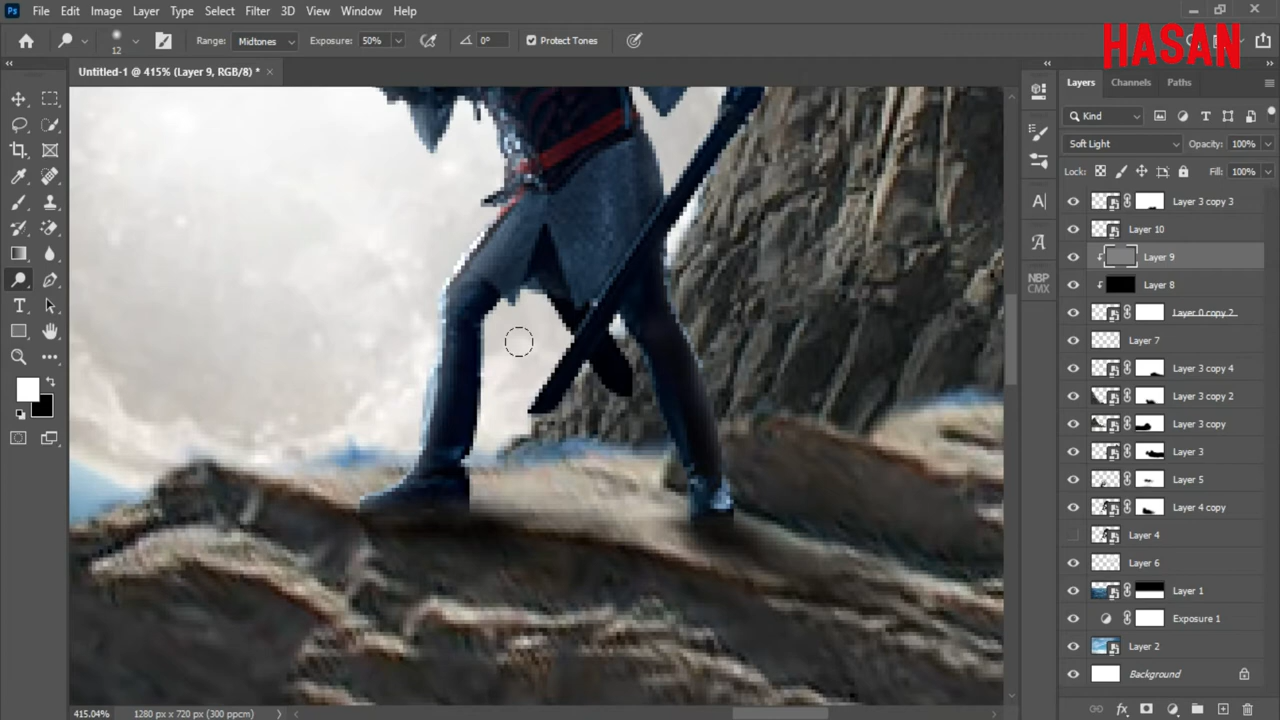 Ps File Edit Image Layer Type Select Filter 3D View Window Help
HASAN
12 Range: Midtones Exposure: 50% 0° Protect Tones
Untitled-1 @ 415% (Layer 9, RGB/8) * ×
Layers Channels Paths
Kind
Soft Light Opacity: 100%
Lock: Fill: 100%
Layer 3 copy 3
Layer 10
Layer 9
Layer 8
Layer 0 copy 2
Layer 7
Layer 3 copy 4
Layer 3 copy 2
Layer 3 copy
Layer 3
Layer 5
Layer 4 copy
Layer 4
Layer 6
Layer 1
Exposure 1
Layer 2
Background
A
A
NBP
CMX
T
fx
415.04% 1280 px x 720 px (300 ppcm)